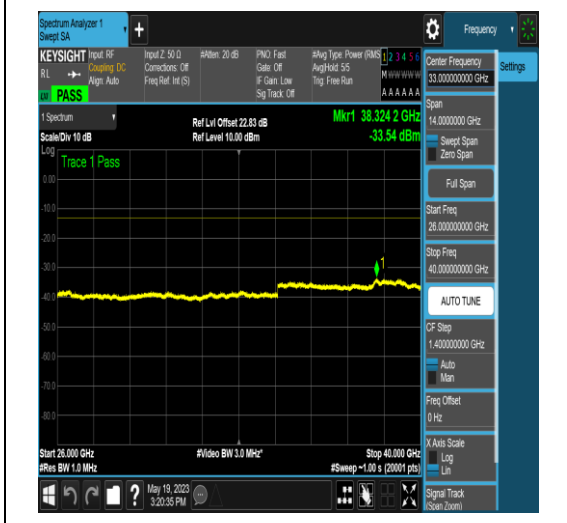 Spectrum Analyzer 1
Swept SA
+
Frequency
KEYSIGHT
RL
PASS
Input: RF
Coupling: DC
Align: Auto
Input Z: 50 Ω
Corrections: Off
Freq Ref: Int (S)
#Atten: 20 dB
PNO: Fast
Gate: Off
IF Gain: Low
Sig Track: Off
#Avg Type: Power (RMS
Avg|Hold: 5/5
Trig: Free Run
1 2 3 4 5 6
M W W W W W
A A A A A A
1 Spectrum
Scale/Div 10 dB
Ref Lvl Offset 22.83 dB
Ref Level 10.00 dBm
Mkr1 38.324 2 GHz
-33.54 dBm
Log
Trace 1 Pass
0.00
-10.0
-20.0
-30.0
-40.0
-50.0
-60.0
-70.0
-80.0
1
Start 26.000 GHz
#Res BW 1.0 MHz
#Video BW 3.0 MHz*
Stop 40.000 GHz
#Sweep ~1.00 s (20001 pts)
May 19, 2023
3:20:35 PM
?
Center Frequency
33.000000000 GHz
Settings
Span
14.0000000 GHz
Swept Span
Zero Span
Full Span
Start Freq
26.000000000 GHz
Stop Freq
40.000000000 GHz
AUTO TUNE
CF Step
1.400000000 GHz
Auto
Man
Freq Offset
0 Hz
X Axis Scale
Log
Lin
Signal Track
(Span Zoom)